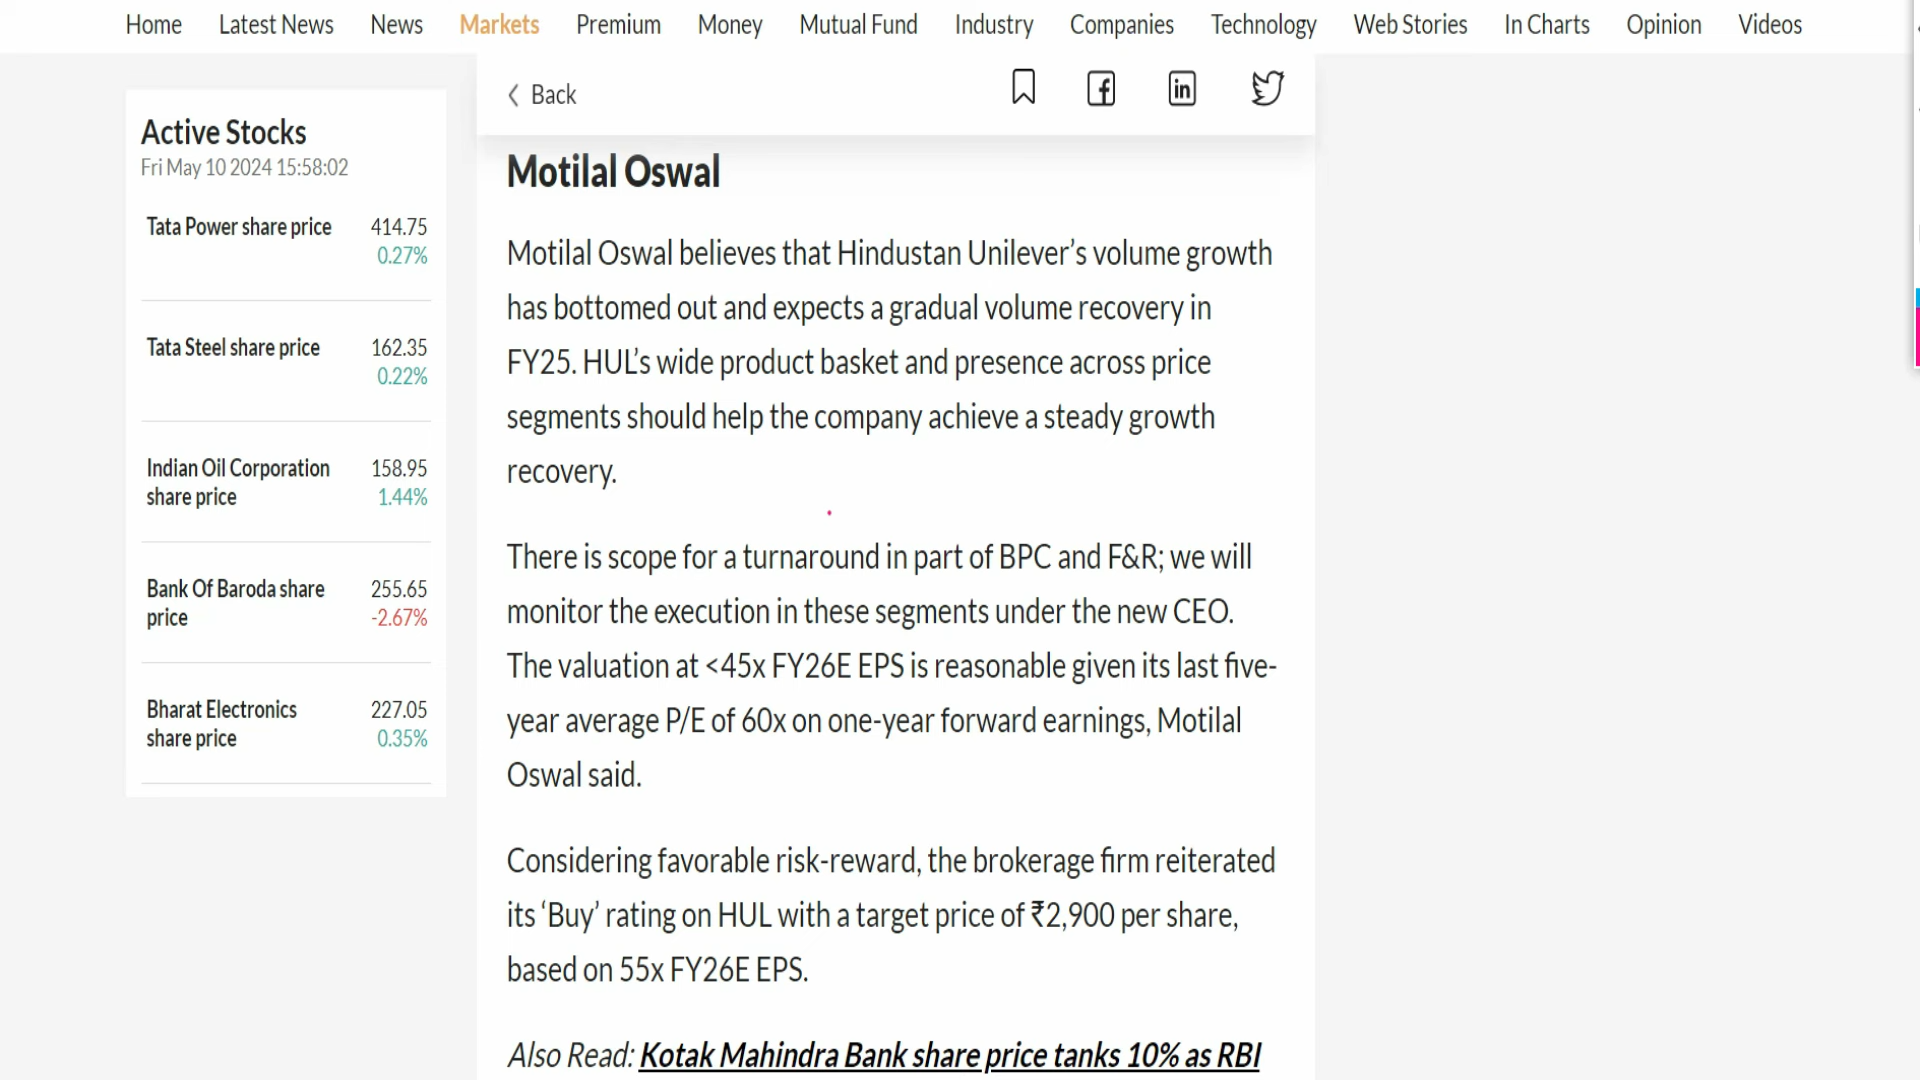 Home Latest News News Markets Premium Money Mutual Fund Industry Companies Technology Web Stories In Charts Opinion Videos
Back
Active Stocks
Fri May 10 2024 15:58:02
Tata Power share price 414.75
0.27%
Tata Steel share price 162.35
0.22%
Indian Oil Corporation 158.95
share price 1.44%
Bank Of Baroda share 255.65
price -2.67%
Bharat Electronics 227.05
share price 0.35%
Motilal Oswal
Motilal Oswal believes that Hindustan Unilever’s volume growth
has bottomed out and expects a gradual volume recovery in
FY25. HUL’s wide product basket and presence across price
segments should help the company achieve a steady growth
recovery.
There is scope for a turnaround in part of BPC and F&R; we will
monitor the execution in these segments under the new CEO.
The valuation at <45x FY26E EPS is reasonable given its last five-
year average P/E of 60x on one-year forward earnings, Motilal
Oswal said.
Considering favorable risk-reward, the brokerage firm reiterated
its ‘Buy’ rating on HUL with a target price of ₹2,900 per share,
based on 55x FY26E EPS.
Also Read: Kotak Mahindra Bank share price tanks 10% as RBI